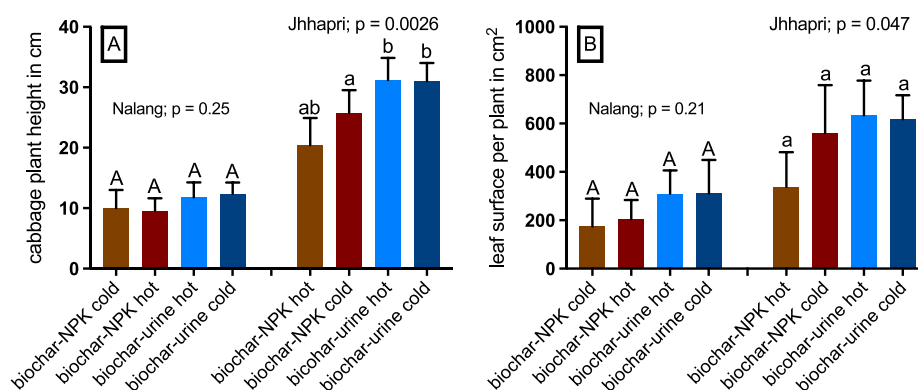 A
cabbage plant height in cm
40
30
20
10
0
Jhhapri; p = 0.0026
Nalang; p = 0.25
A
A
A
A
ab
a
b
b
biochar-NPK cold
biochar-NPK hot
biochar-urine hot
biochar-urine cold
biochar-NPK hot
biochar-NPK cold
bicohar-urine hot
biochar-urine cold
B
leaf surface per plant in cm²
1000
800
600
400
200
0
Jhhapri; p = 0.047
Nalang; p = 0.21
A
A
A
A
a
a
a
a
biochar-NPK cold
biochar-NPK hot
biochar-urine hot
biochar-urine cold
biochar-NPK hot
biochar-NPK cold
bicohar-urine hot
biochar-urine cold